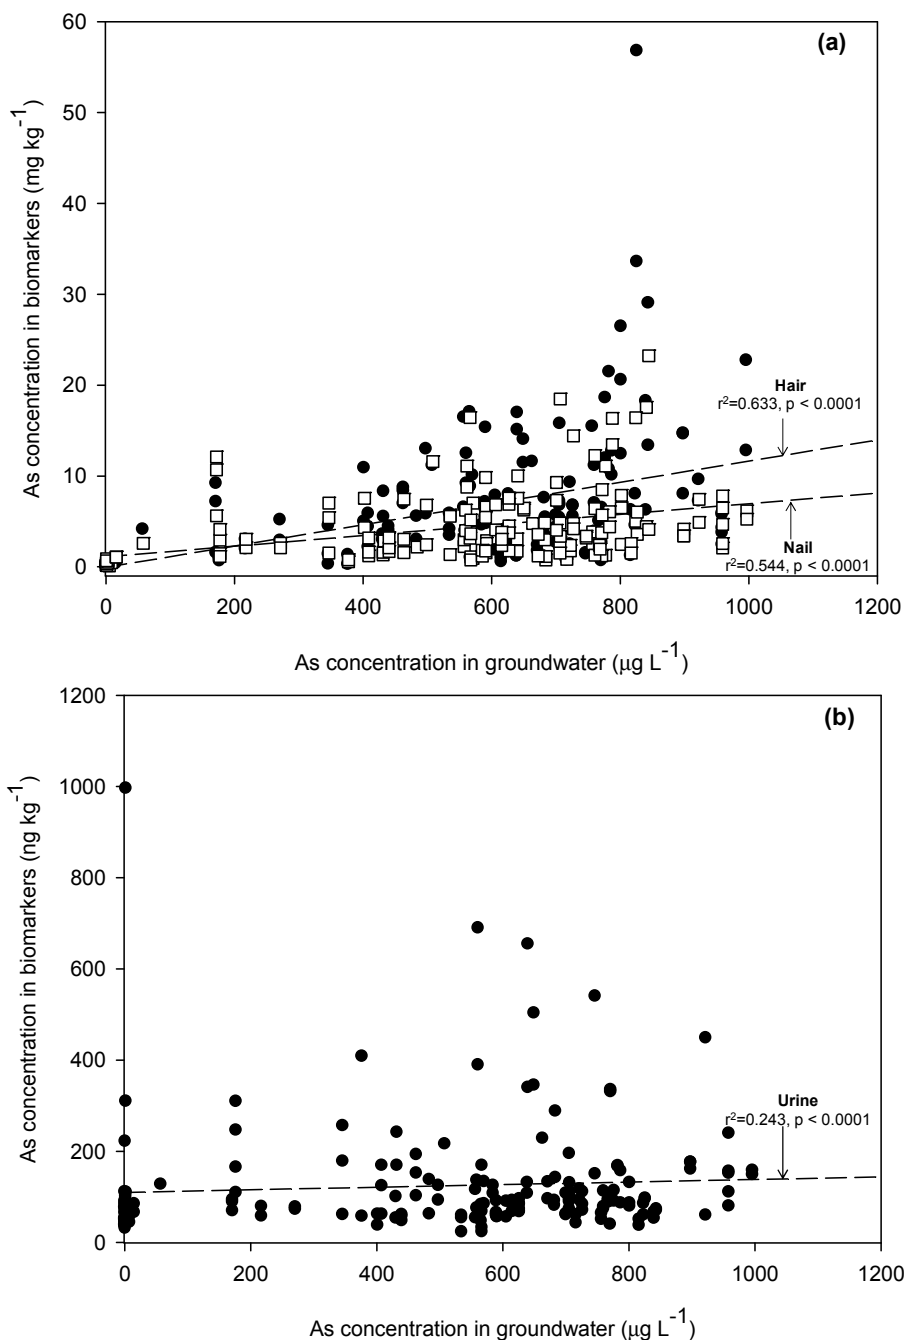 (a)
60
50
40
30
20
10
0
As concentration in biomarkers (mg kg⁻¹)
Hair
r²=0.633, p < 0.0001
Nail
r²=0.544, p < 0.0001
0 200 400 600 800 1000 1200
As concentration in groundwater (μg L⁻¹)
(b)
1200
1000
800
600
400
200
0
As concentration in biomarkers (ng kg⁻¹)
Urine
r²=0.243, p < 0.0001
0 200 400 600 800 1000 1200
As concentration in groundwater (μg L⁻¹)